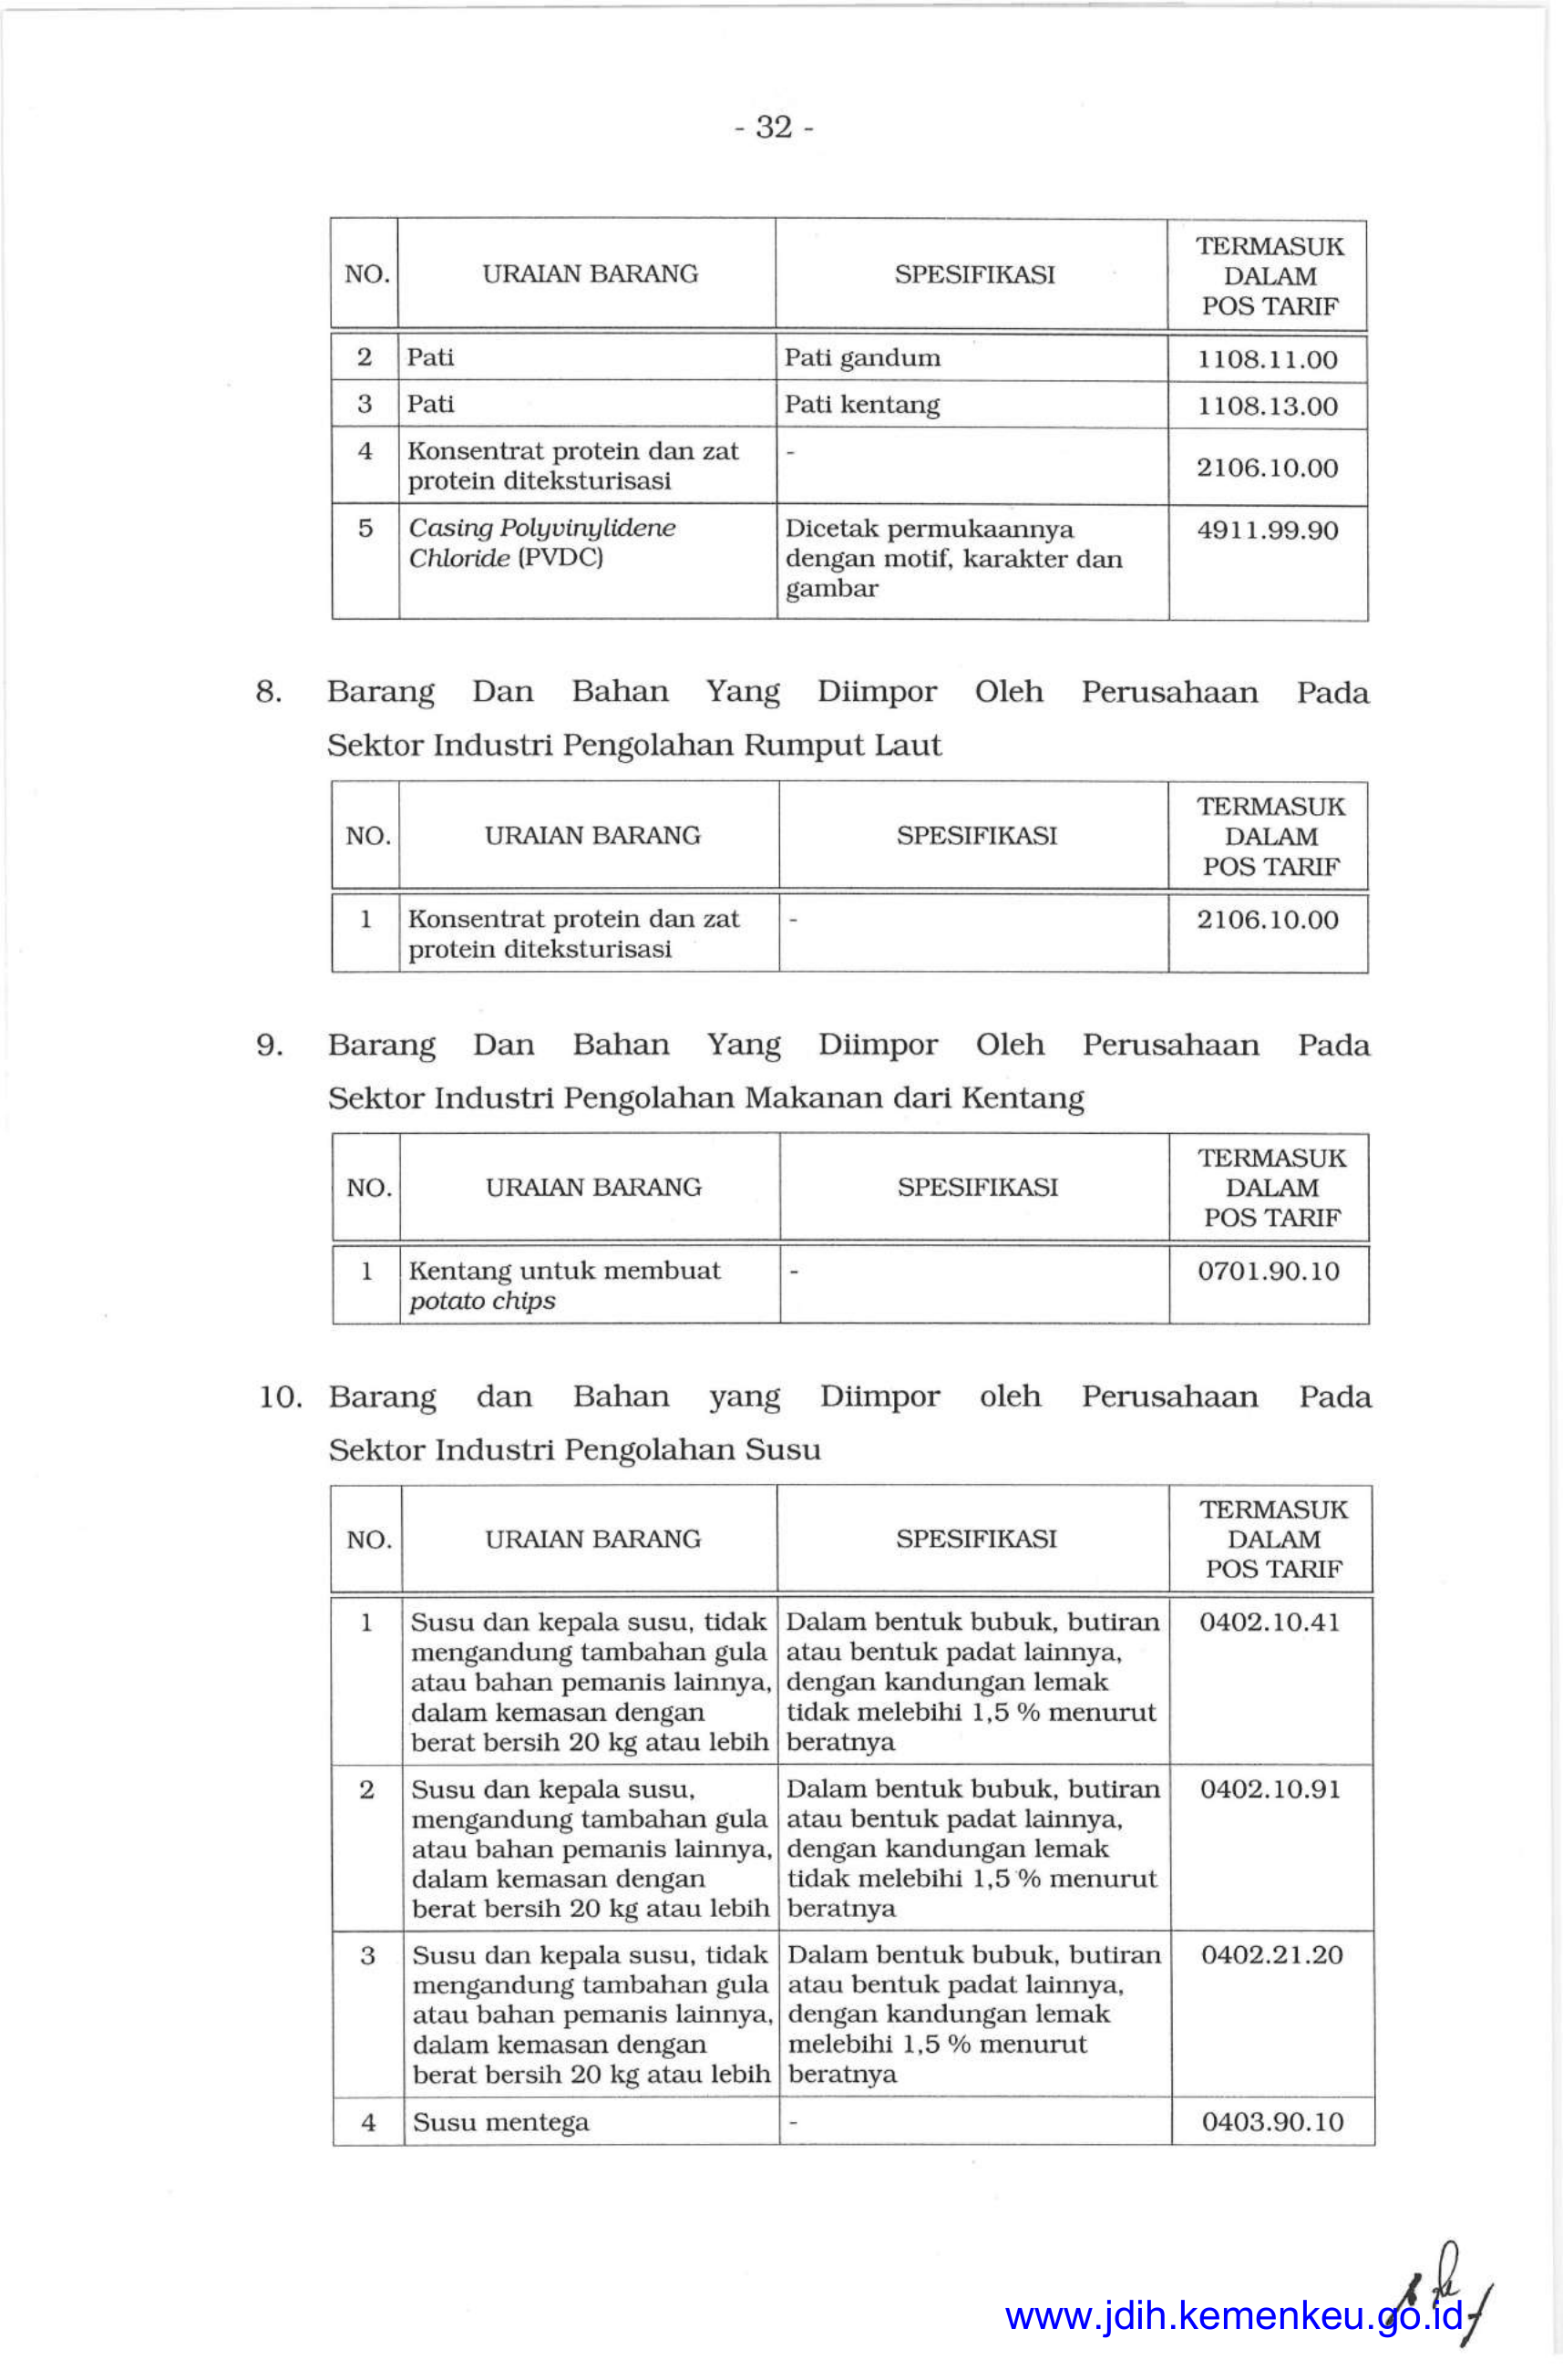 - 32 -
NO. URAIAN BARANG SPESIFIKASI TERMASUK DALAM POS TARIF
2 Pati Pati gandum 1108.11.00
3 Pati Pati kentang 1108.13.00
4 Konsentrat protein dan zat - 2106.10.00
protein diteksturisasi
5 Casing Polyvinylidene Dicetak permukaannya 4911.99.90
Chloride (PVDC) dengan motif, karakter dan
gambar
8. Barang Dan Bahan Yang Diimpor Oleh Perusahaan Pada
Sektor Industri Pengolahan Rumput Laut
NO. URAIAN BARANG SPESIFIKASI TERMASUK DALAM POS TARIF
1 Konsentrat protein dan zat - 2106.10.00
protein diteksturisasi
9. Barang Dan Bahan Yang Diimpor Oleh Perusahaan Pada
Sektor Industri Pengolahan Makanan dari Kentang
NO. URAIAN BARANG SPESIFIKASI TERMASUK DALAM POS TARIF
1 Kentang untuk membuat - 0701.90.10
potato chips
10. Barang dan Bahan yang Diimpor oleh Perusahaan Pada
Sektor Industri Pengolahan Susu
NO. URAIAN BARANG SPESIFIKASI TERMASUK DALAM POS TARIF
1 Susu dan kepala susu, tidak Dalam bentuk bubuk, butiran 0402.10.41
mengandung tambahan gula atau bentuk padat lainnya,
atau bahan pemanis lainnya, dengan kandungan lemak
dalam kemasan dengan tidak melebihi 1,5 % menurut
berat bersih 20 kg atau lebih beratnya
2 Susu dan kepala susu, Dalam bentuk bubuk, butiran 0402.10.91
mengandung tambahan gula atau bentuk padat lainnya,
atau bahan pemanis lainnya, dengan kandungan lemak
dalam kemasan dengan tidak melebihi 1,5 % menurut
berat bersih 20 kg atau lebih beratnya
3 Susu dan kepala susu, tidak Dalam bentuk bubuk, butiran 0402.21.20
mengandung tambahan gula atau bentuk padat lainnya,
atau bahan pemanis lainnya, dengan kandungan lemak
dalam kemasan dengan melebihi 1,5 % menurut
berat bersih 20 kg atau lebih beratnya
4 Susu mentega - 0403.90.10
www.jdih.kemenkeu.go.id